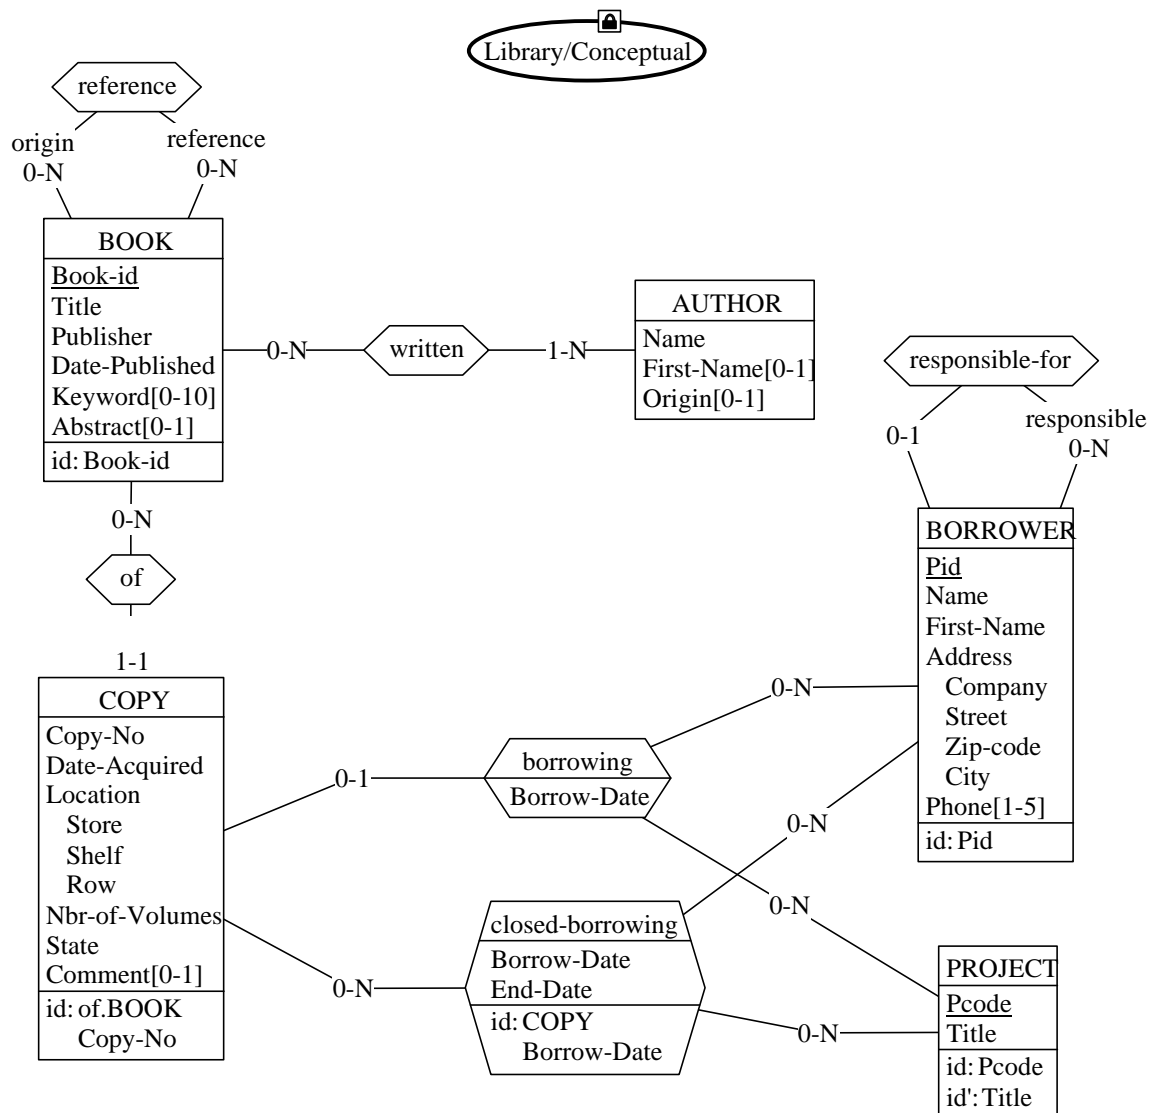 Library/Conceptual
reference
origin
0-N
reference
0-N
BOOK
Book-id
Title
Publisher
Date-Published
Keyword[0-10]
Abstract[0-1]
id: Book-id
0-N
written
1-N
AUTHOR
Name
First-Name[0-1]
Origin[0-1]
responsible-for
0-1
responsible
0-N
BORROWER
Pid
Name
First-Name
Address
Company
Street
Zip-code
City
Phone[1-5]
id: Pid
0-N
of
1-1
COPY
Copy-No
Date-Acquired
Location
Store
Shelf
Row
Nbr-of-Volumes
State
Comment[0-1]
id: of.BOOK
Copy-No
0-1
borrowing
Borrow-Date
0-N
0-N
0-N
closed-borrowing
Borrow-Date
End-Date
id: COPY
Borrow-Date
0-N
0-N
PROJECT
Pcode
Title
id: Pcode
id': Title